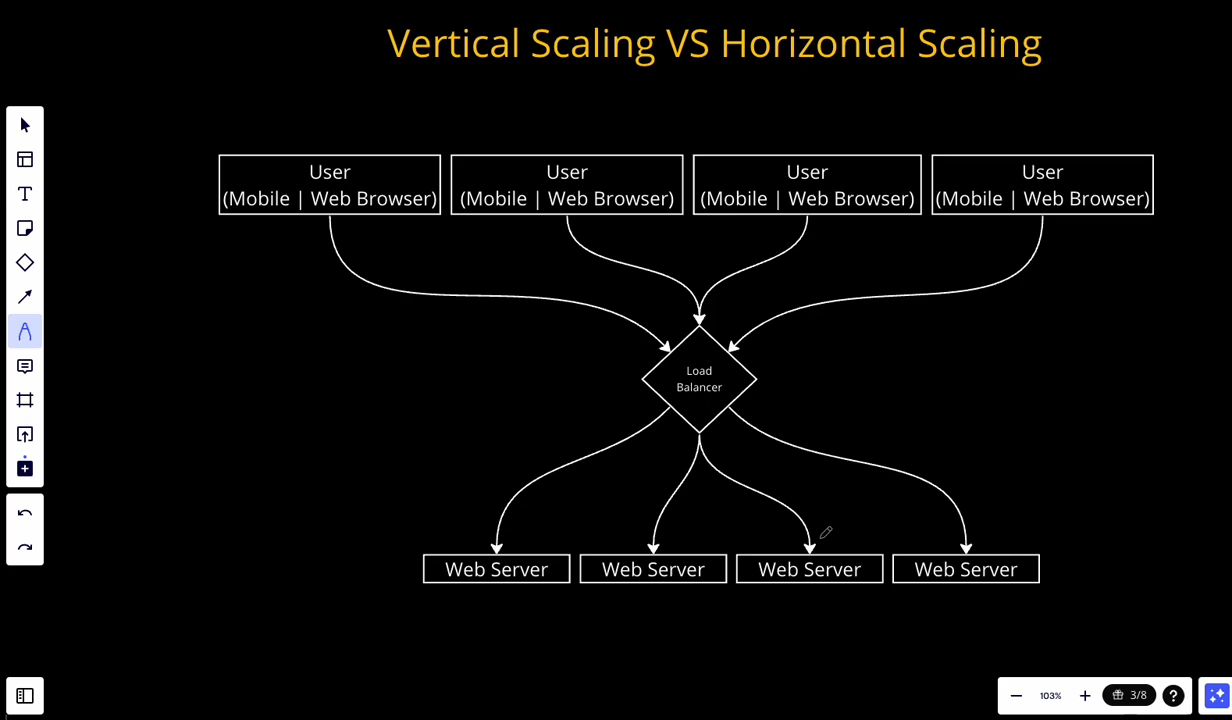 Vertical Scaling VS Horizontal Scaling
User
(Mobile | Web Browser)
User
(Mobile | Web Browser)
User
(Mobile | Web Browser)
User
(Mobile | Web Browser)
Load
Balancer
Web Server
Web Server
Web Server
Web Server
103%
3/8